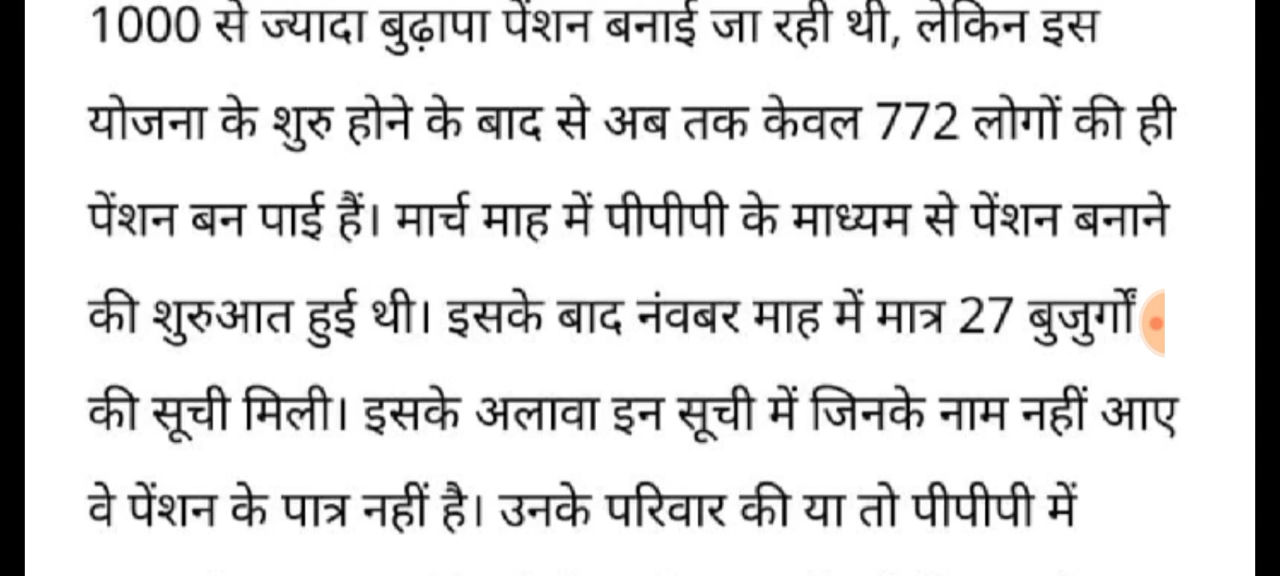 1000 से ज्यादा बुढ़ापा पेंशन बनाई जा रही थी, लेकिन इस
योजना के शुरु होने के बाद से अब तक केवल 772 लोगों की ही
पेंशन बन पाई हैं। मार्च माह में पीपीपी के माध्यम से पेंशन बनाने
की शुरुआत हुई थी। इसके बाद नंवबर माह में मात्र 27 बुजुर्गों
की सूची मिली। इसके अलावा इन सूची में जिनके नाम नहीं आए
वे पेंशन के पात्र नहीं है। उनके परिवार की या तो पीपीपी में